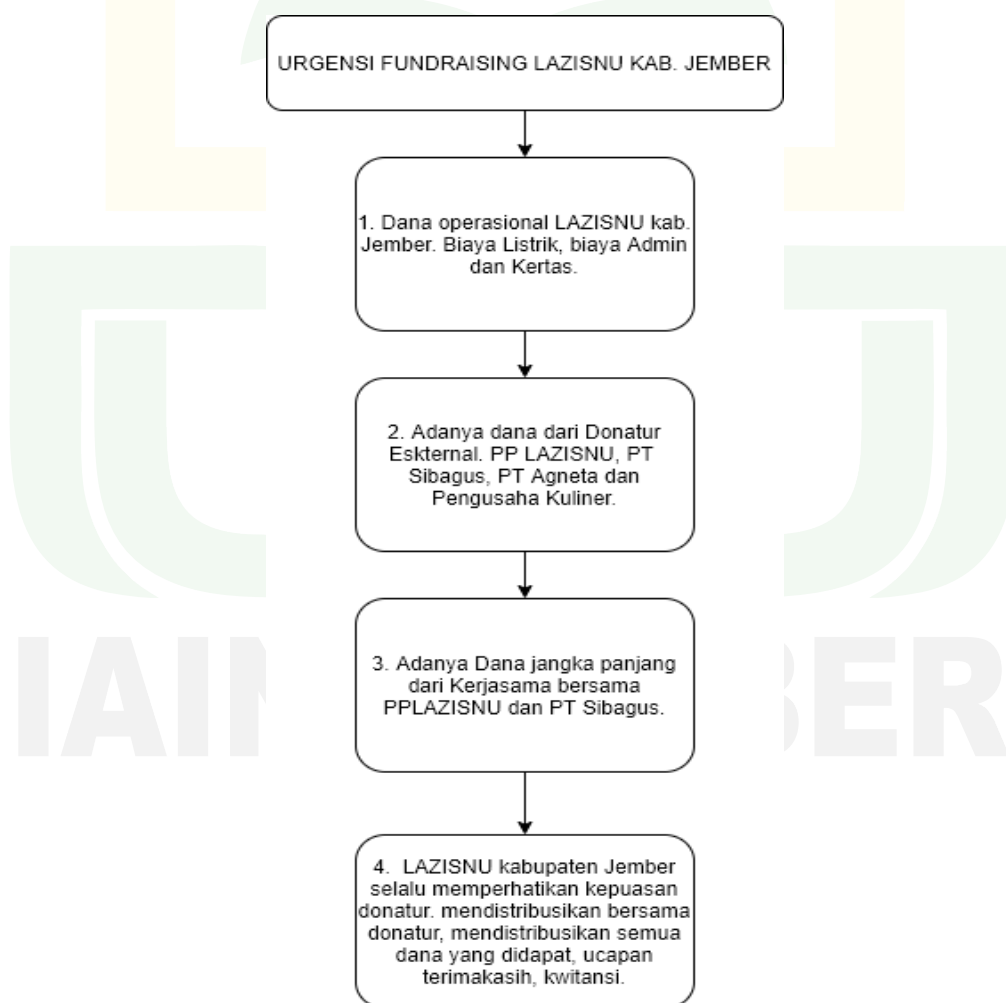 URGENSI FUNDRAISING LAZISNU KAB. JEMBER
1. Dana operasional LAZISNU kab.
Jember. Biaya Listrik, biaya Admin
dan Kertas.
2. Adanya dana dari Donatur
Eskternal. PP LAZISNU, PT
Sibagus, PT Agneta dan
Pengusaha Kuliner.
3. Adanya Dana jangka panjang
dari Kerjasama bersama
PPLAZISNU dan PT Sibagus.
IAIN BER
4. LAZISNU kabupaten Jember
selalu memperhatikan kepuasan
donatur. mendistribusikan bersama
donatur, mendistribusikan semua
dana yang didapat, ucapan
terimakasih, kwitansi.